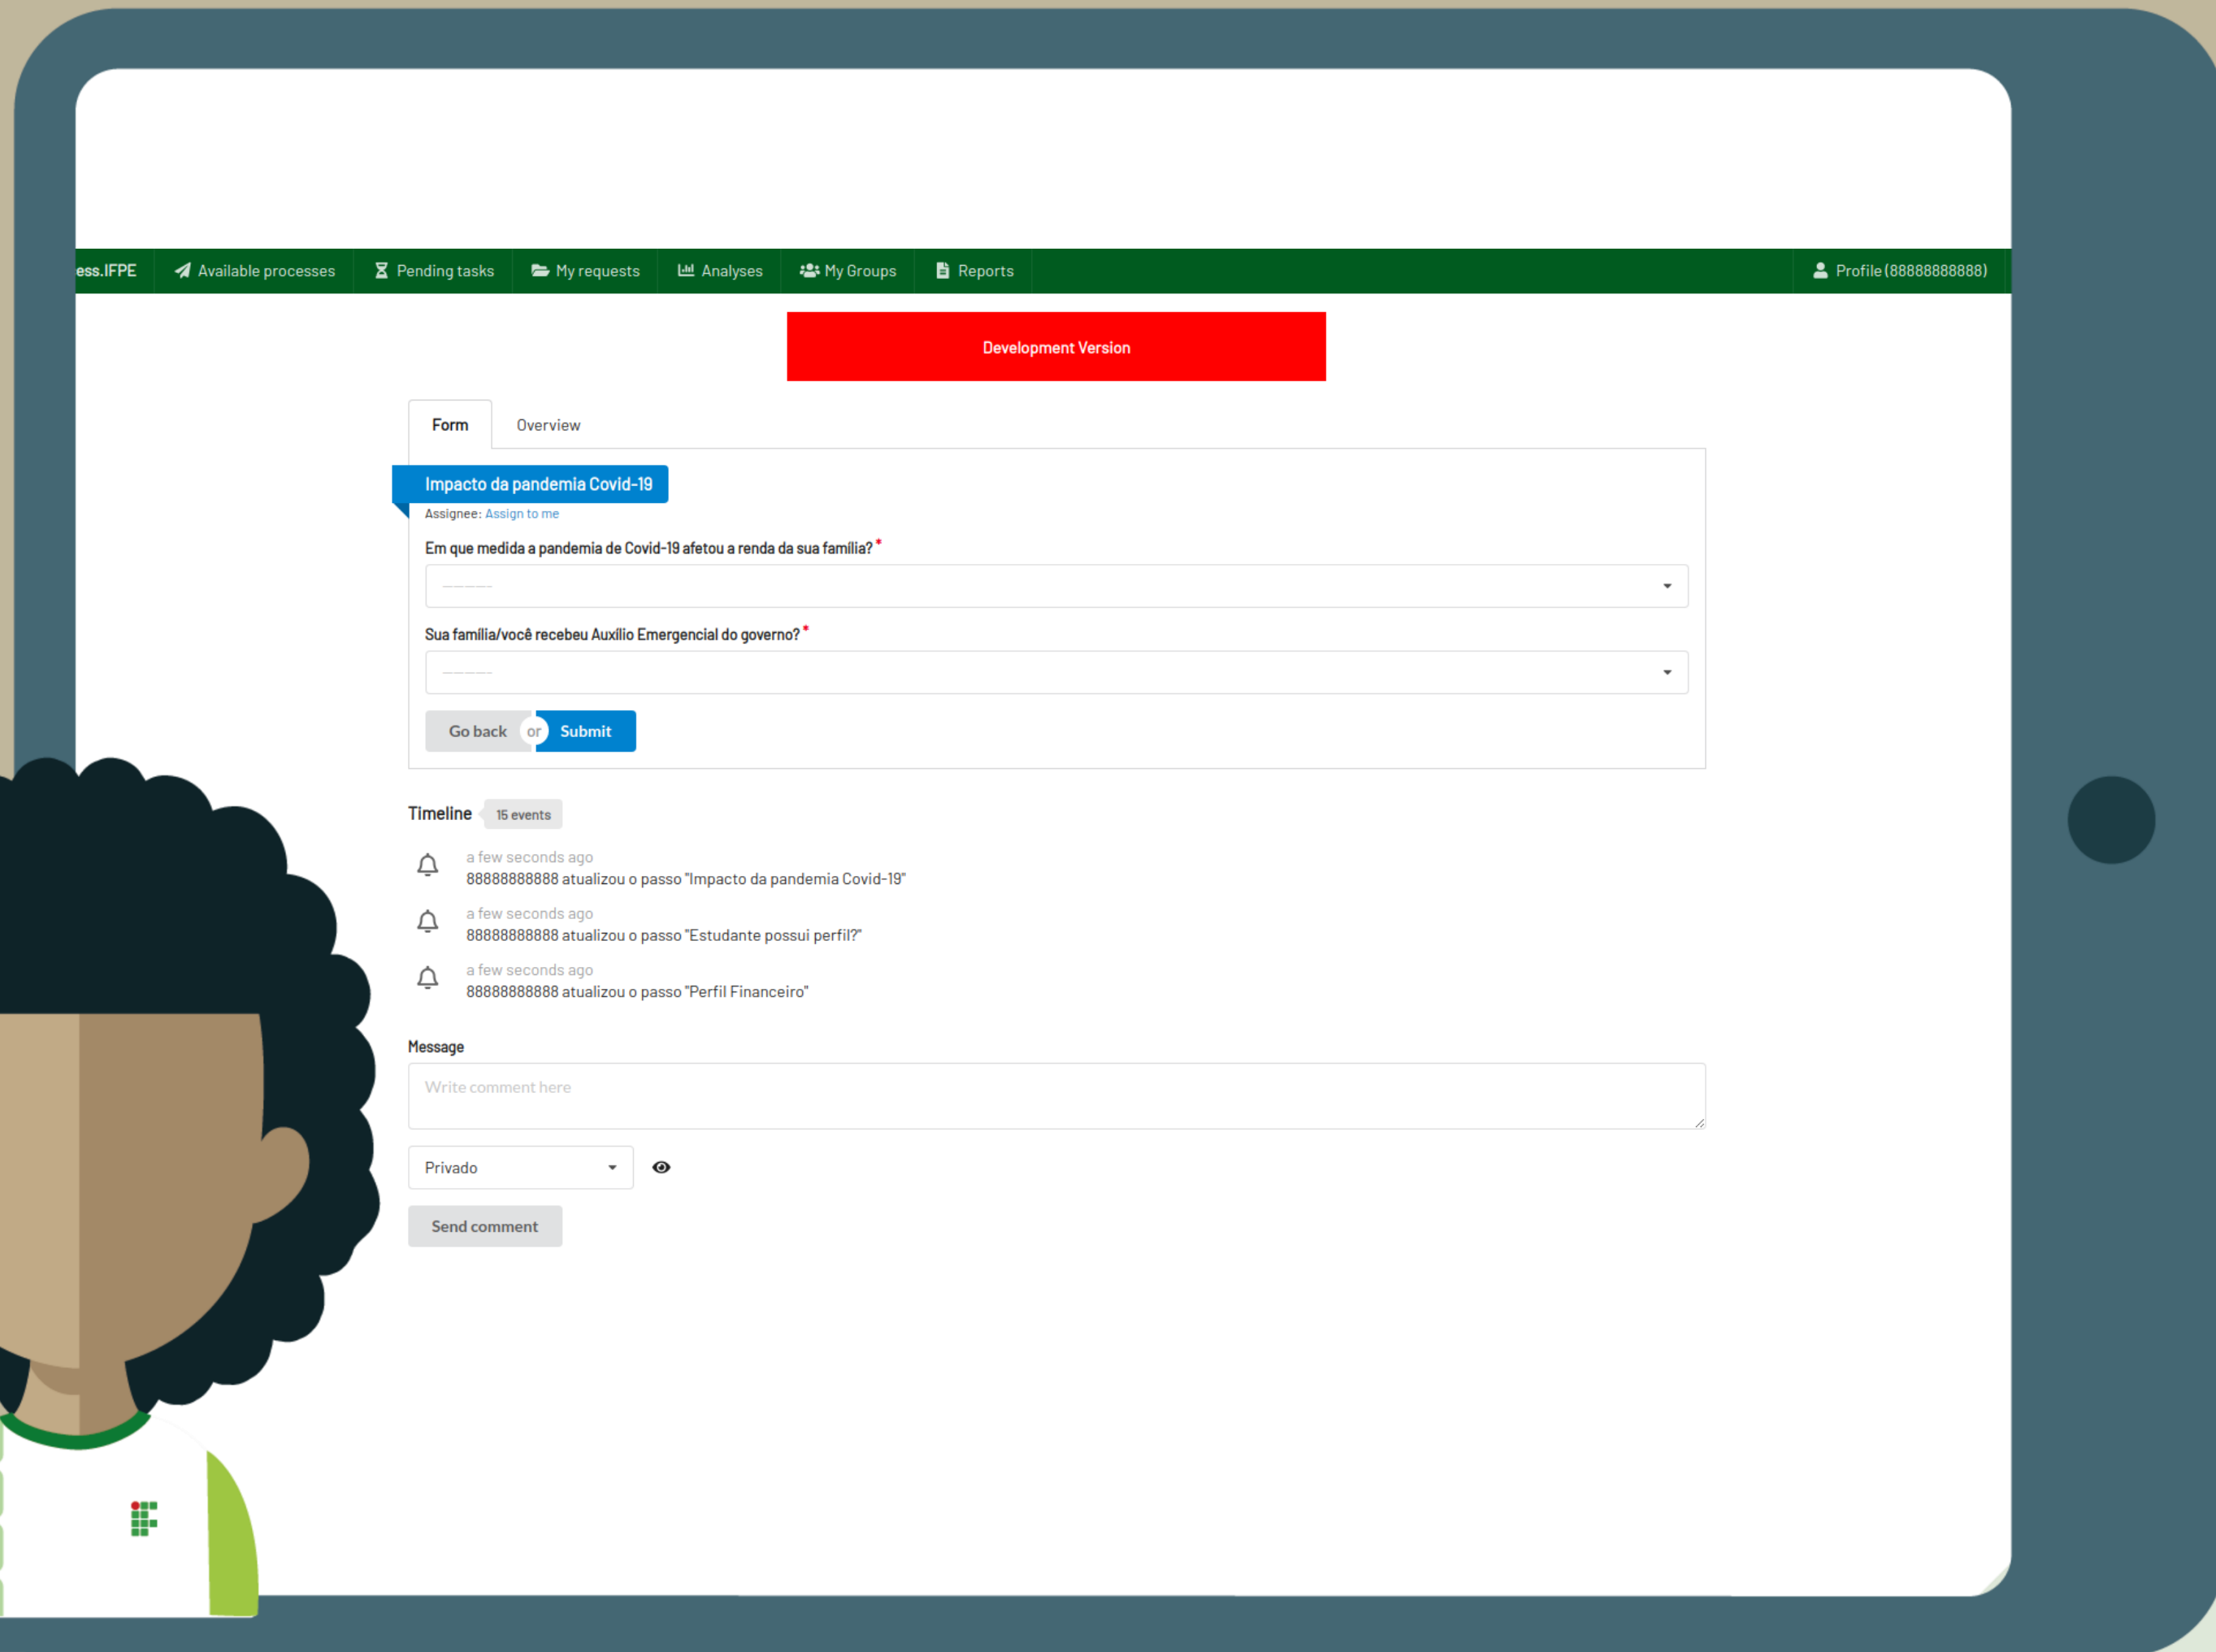 ess.IFPE Available processes Pending tasks My requests Analyses My Groups Reports Profile (88888888888)
Development Version
Form Overview
Impacto da pandemia Covid-19
Assignee: Assign to me
Em que medida a pandemia de Covid-19 afetou a renda da sua família? *
---------
Sua família/você recebeu Auxílio Emergencial do governo? *
---------
Go back or Submit
Timeline 15 events
a few seconds ago
88888888888 atualizou o passo "Impacto da pandemia Covid-19"
a few seconds ago
88888888888 atualizou o passo "Estudante possui perfil?"
a few seconds ago
88888888888 atualizou o passo "Perfil Financeiro"
Message
Write comment here
Privado
Send comment